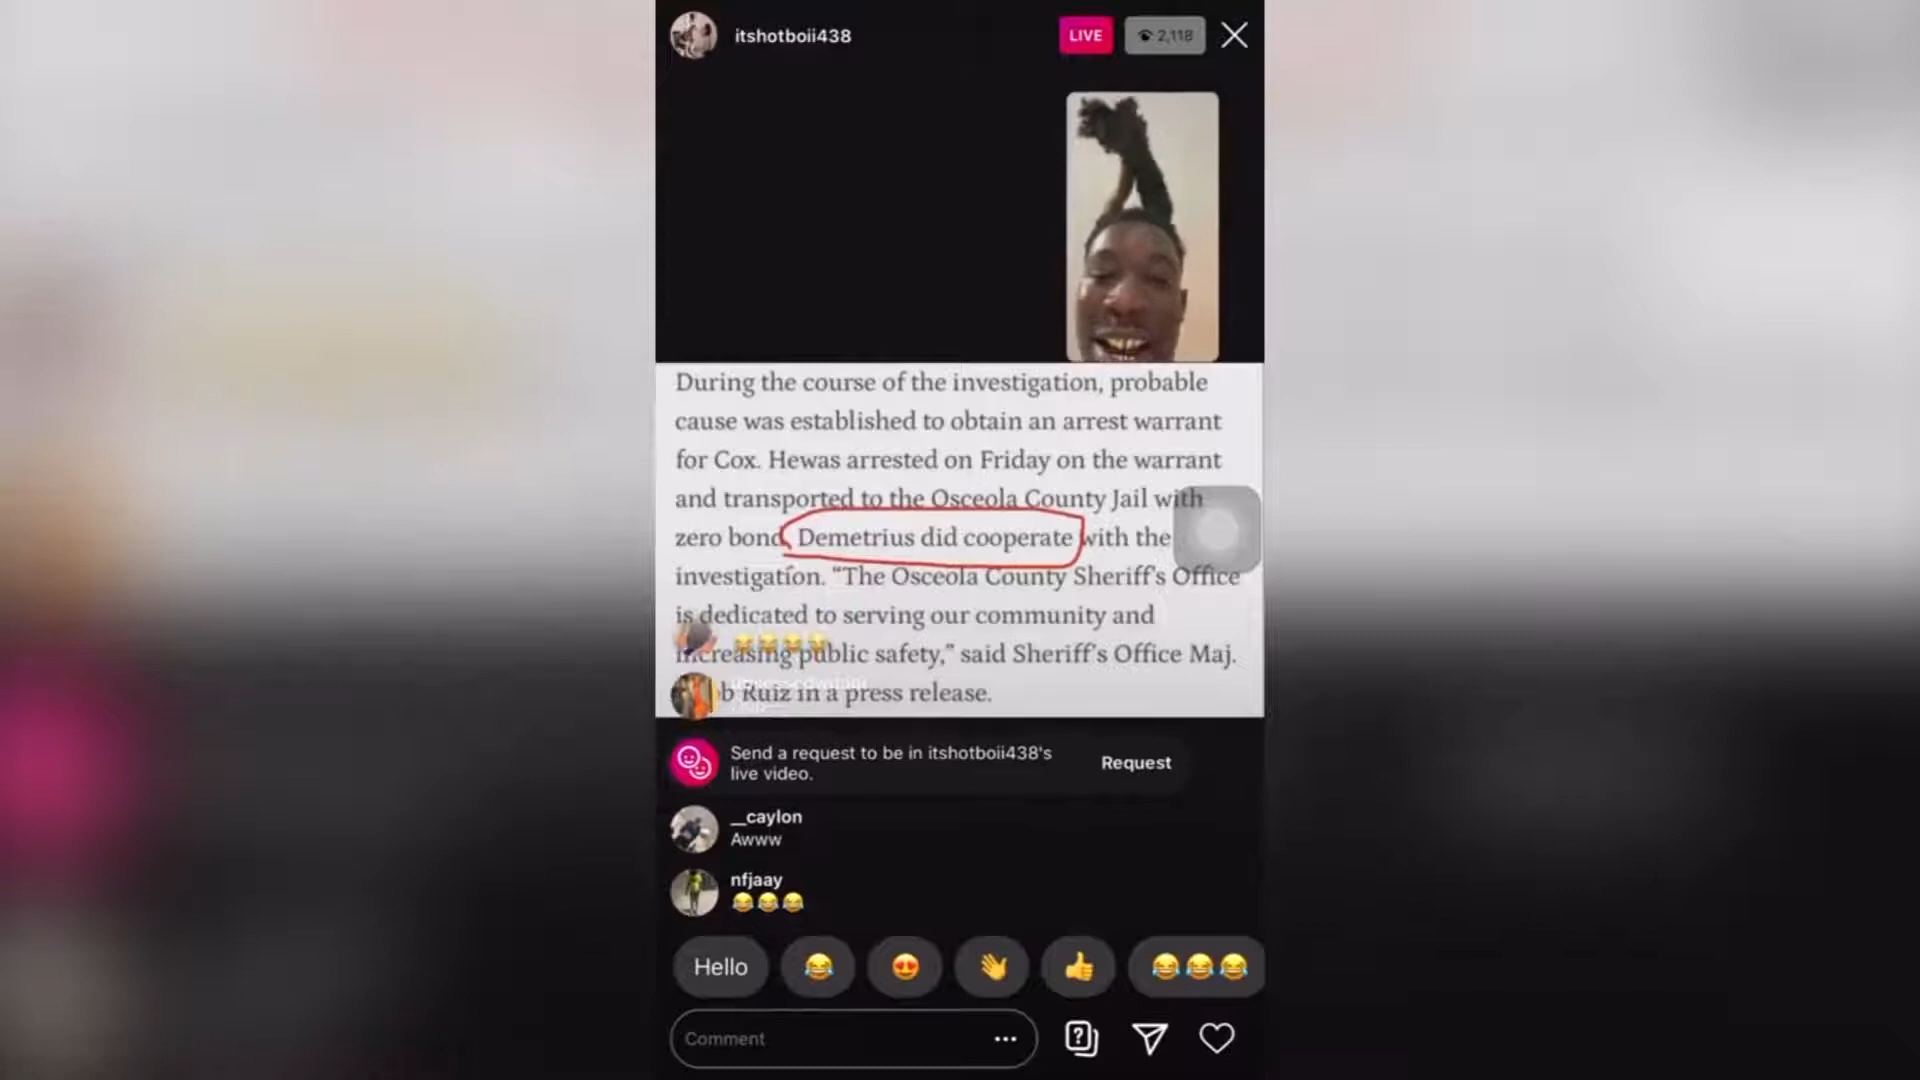 itshotboii438
LIVE
2,118
During the course of the investigation, probable
cause was established to obtain an arrest warrant
for Cox. Hewas arrested on Friday on the warrant
and transported to the Osceola County Jail with
zero bond. Demetrius did cooperate with the
investigation. “The Osceola County Sheriff’s Office
is dedicated to serving our community and
increasing public safety,” said Sheriff’s Office Maj.
b Ruiz in a press release.
😂😂😂😂
Send a request to be in itshotboii438's
live video.
Request
__caylon
Awww
nfjaay
😂😂😂
Hello 😂 😍 👋 👍 😂😂😂
Comment